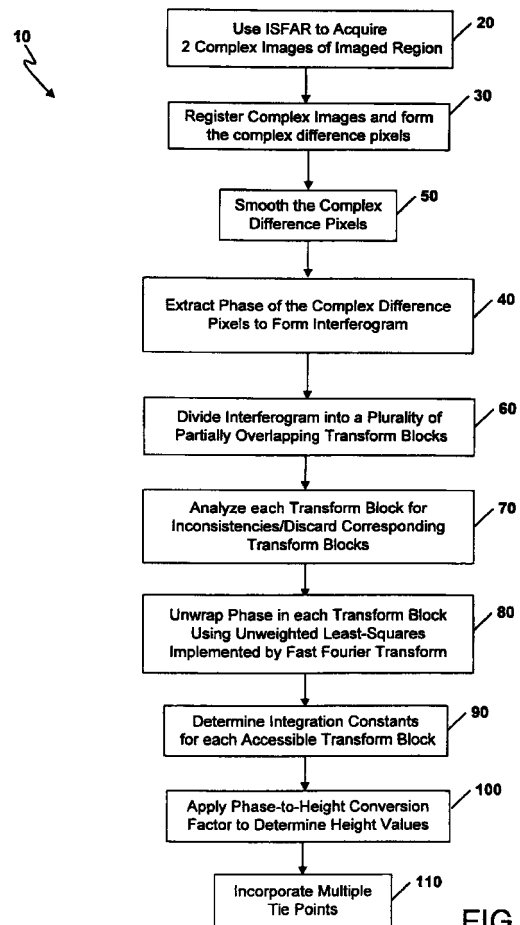 10
Use ISFAR to Acquire
2 Complex Images of Imaged Region
20
Register Complex Images and form
the complex difference pixels
30
Smooth the Complex
Difference Pixels
50
Extract Phase of the Complex Difference
Pixels to Form Interferogram
40
Divide Interferogram into a Plurality of
Partially Overlapping Transform Blocks
60
Analyze each Transform Block for
Inconsistencies/Discard Corresponding
Transform Blocks
70
Unwrap Phase in each Transform Block
Using Unweighted Least-Squares
Implemented by Fast Fourier Transform
80
Determine Integration Constants
for each Accessible Transform Block
90
Apply Phase-to-Height Conversion
Factor to Determine Height Values
100
Incorporate Multiple
Tie Points
110
FIG